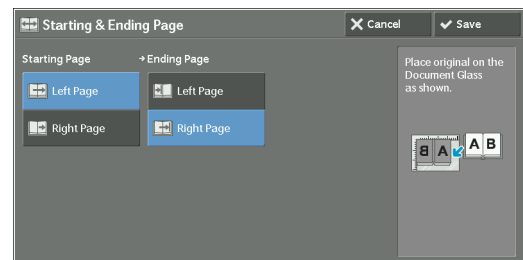 Starting & Ending Page
Cancel
Save
Starting Page
→Ending Page
Left Page
Left Page
Right Page
Right Page
Place original on the
Document Glass
as shown.
B A
A B